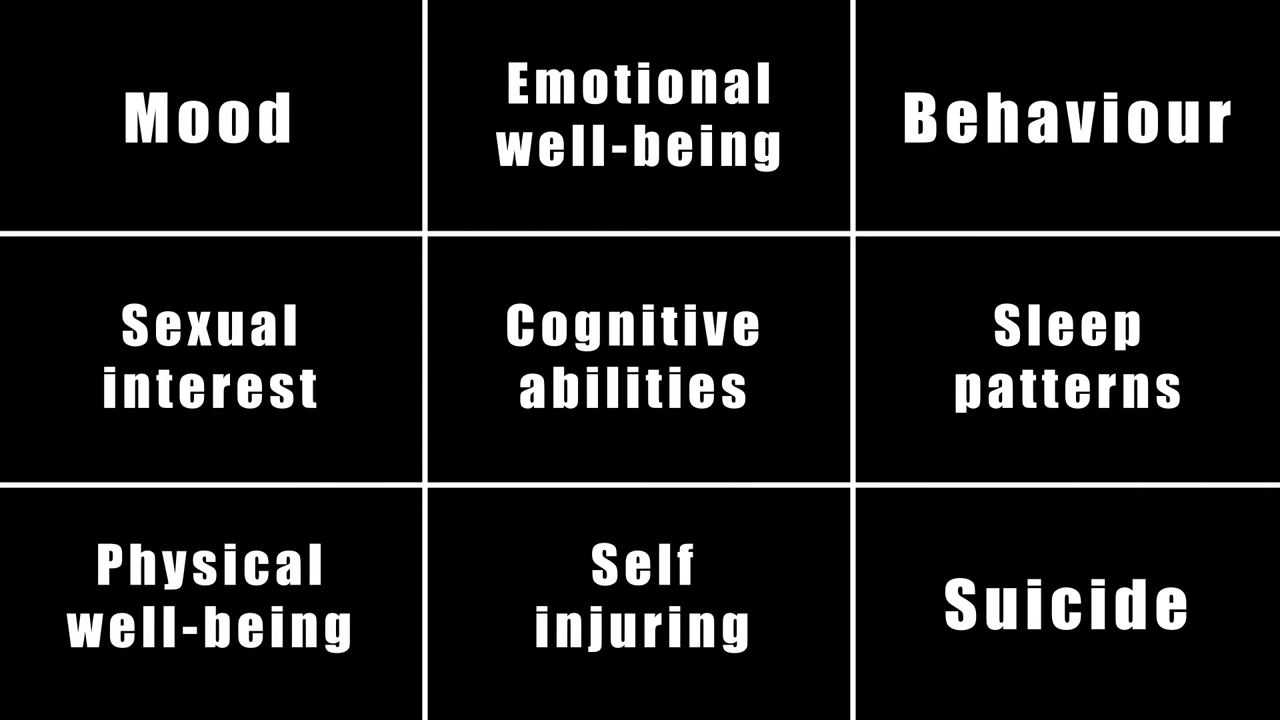 Mood
Emotional
well-being
Behaviour
Sexual
interest
Cognitive
abilities
Sleep
patterns
Physical
well-being
Self
injuring
Suicide